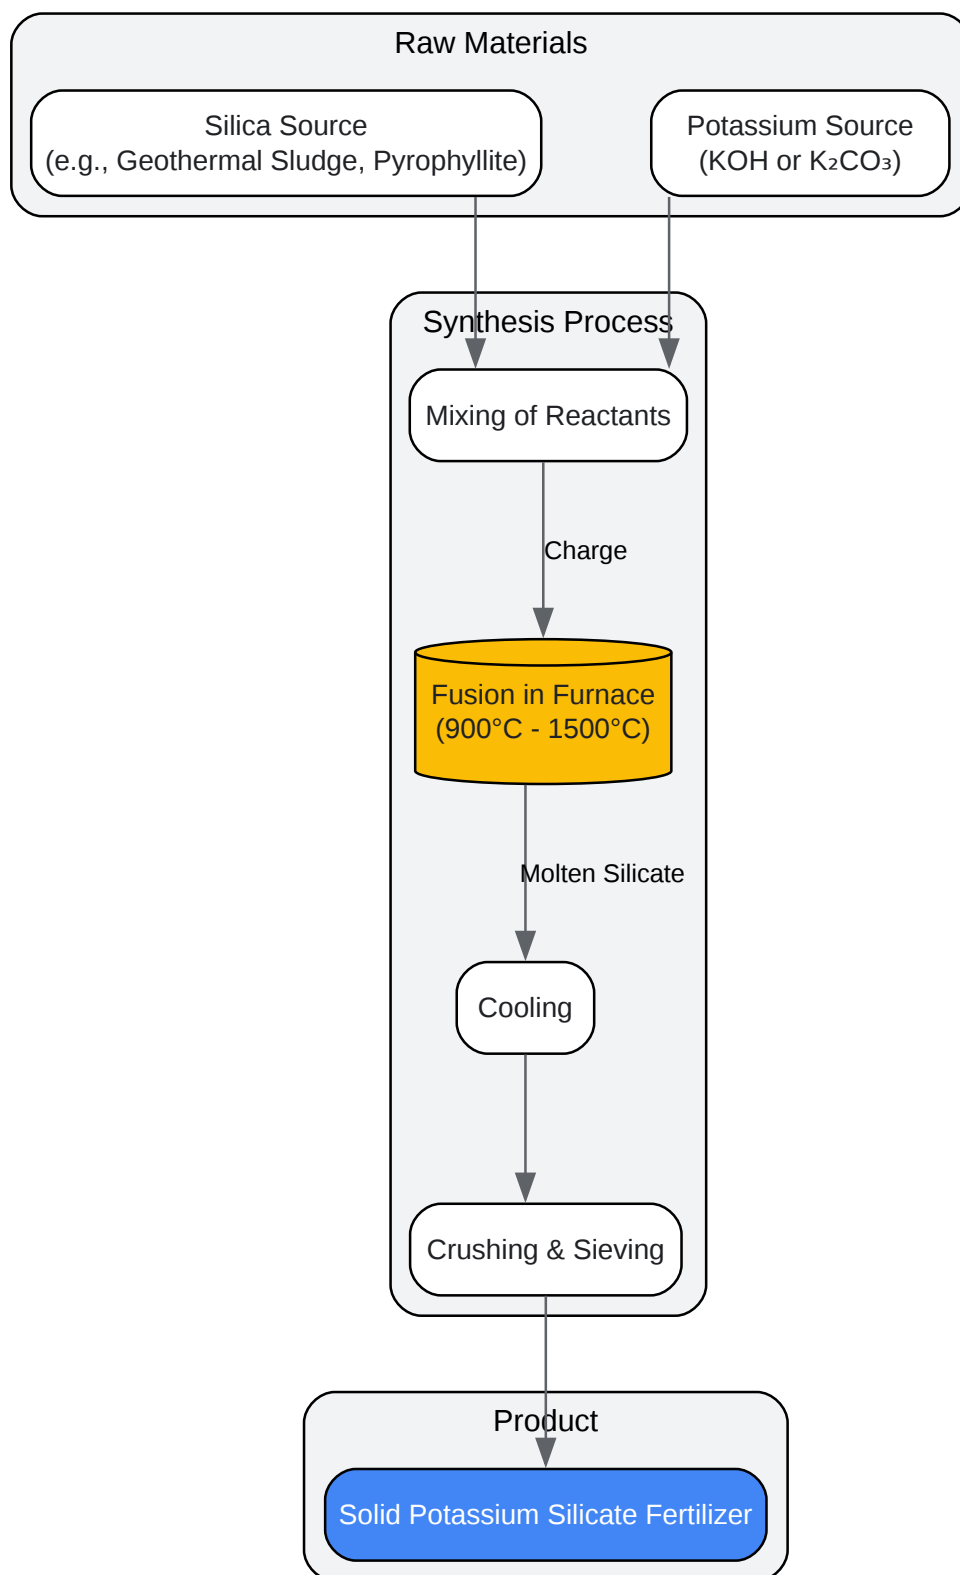 Raw Materials
Silica Source
(e.g., Geothermal Sludge, Pyrophyllite)
Potassium Source
(KOH or K₂CO₃)
Synthesis Process
Mixing of Reactants
Charge
Fusion in Furnace
(900°C - 1500°C)
Molten Silicate
Cooling
Crushing & Sieving
Product
Solid Potassium Silicate Fertilizer